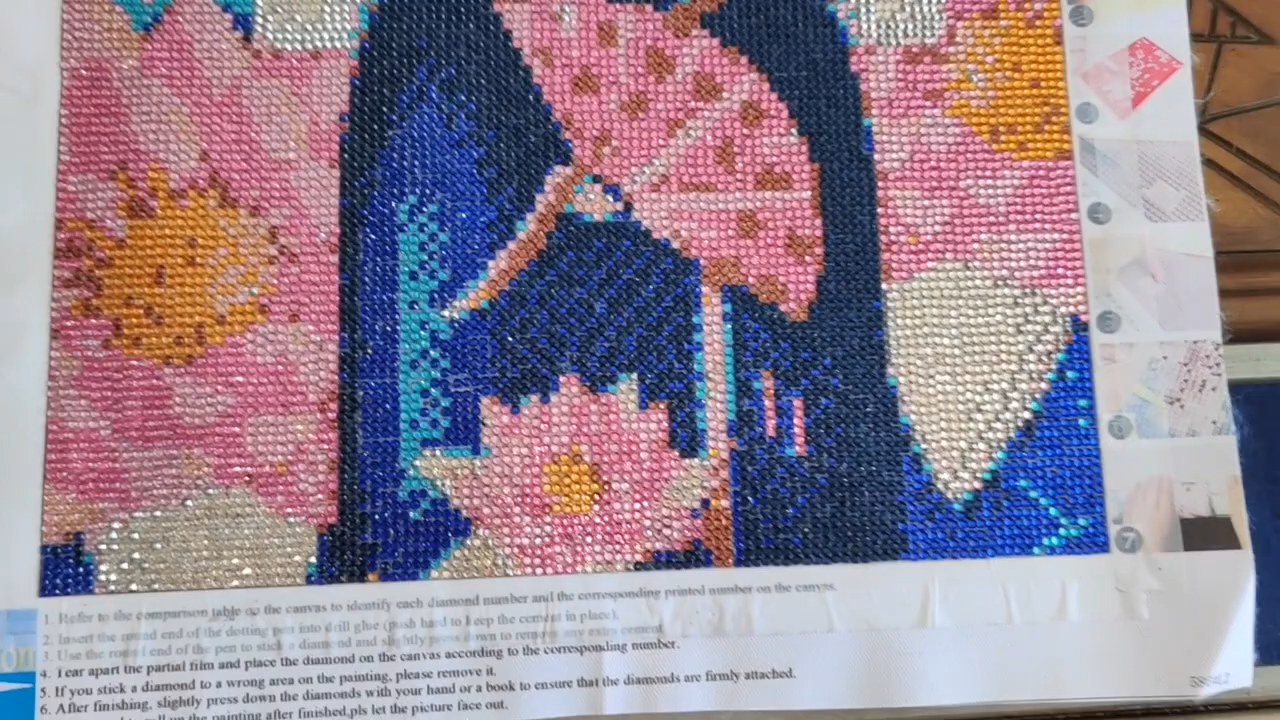 1. Refer to the comparison table on the canvas to identify each diamond number and the corresponding printed number on the canvas.
2. Insert the round end of the dotting pen into drill glue (push hard to keep the cement in place).
3. Use the round end of the pen to stick a diamond and slightly press down to remove any extra cement.
4. Tear apart the partial film and place the diamond on the canvas according to the corresponding number.
5. If you stick a diamond to a wrong area on the painting, please remove it.
6. After finishing, slightly press down the diamonds with your hand or a book to ensure that the diamonds are firmly attached.
the painting after finished,pls let the picture face out.
7